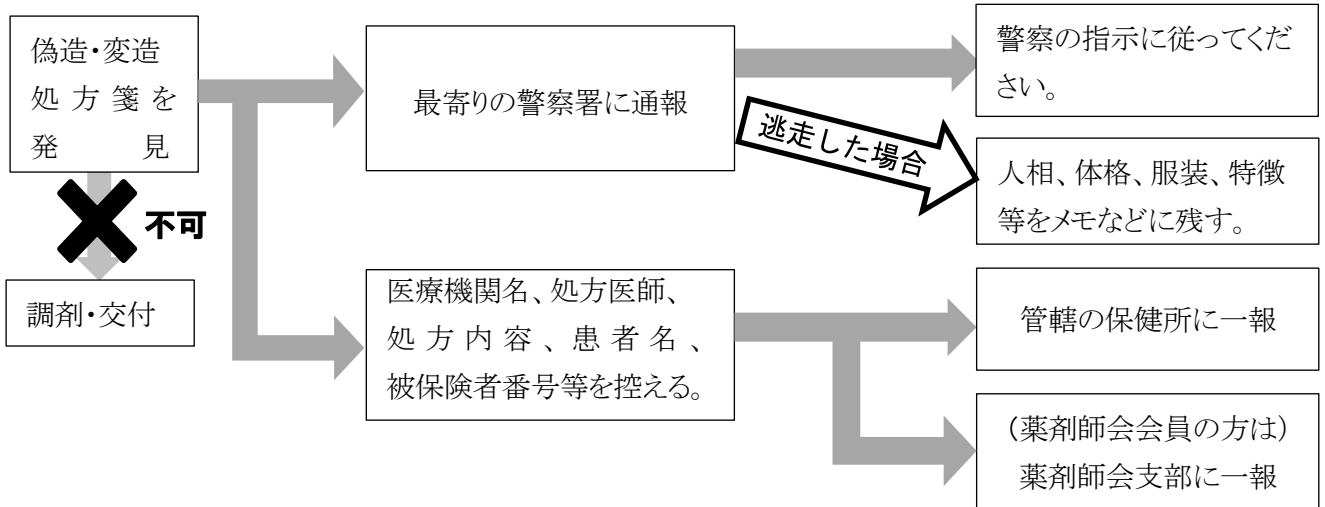 偽造・変造
処方箋を
発見
不可
調剤・交付
最寄りの警察署に通報
警察の指示に従ってくだ
さい。
逃走した場合
人相、体格、服装、特徴
等をメモなどに残す。
医療機関名、処方医師、
処方内容、患者名、
被保険者番号等を控える。
管轄の保健所に一報
（薬剤師会会員の方は）
薬剤師会支部に一報